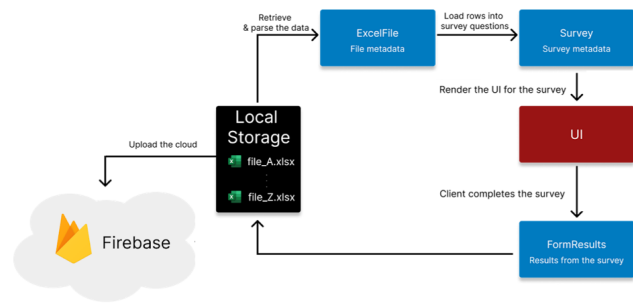 Retrieve
& parse the data
ExcelFile
File metadata
Load rows into
survey questions
Survey
Survey metadata
Render the UI for the survey
UI
Client completes the survey
FormResults
Results from the survey
Local
Storage
file_A.xlsx
file_Z.xlsx
Upload the cloud
Firebase